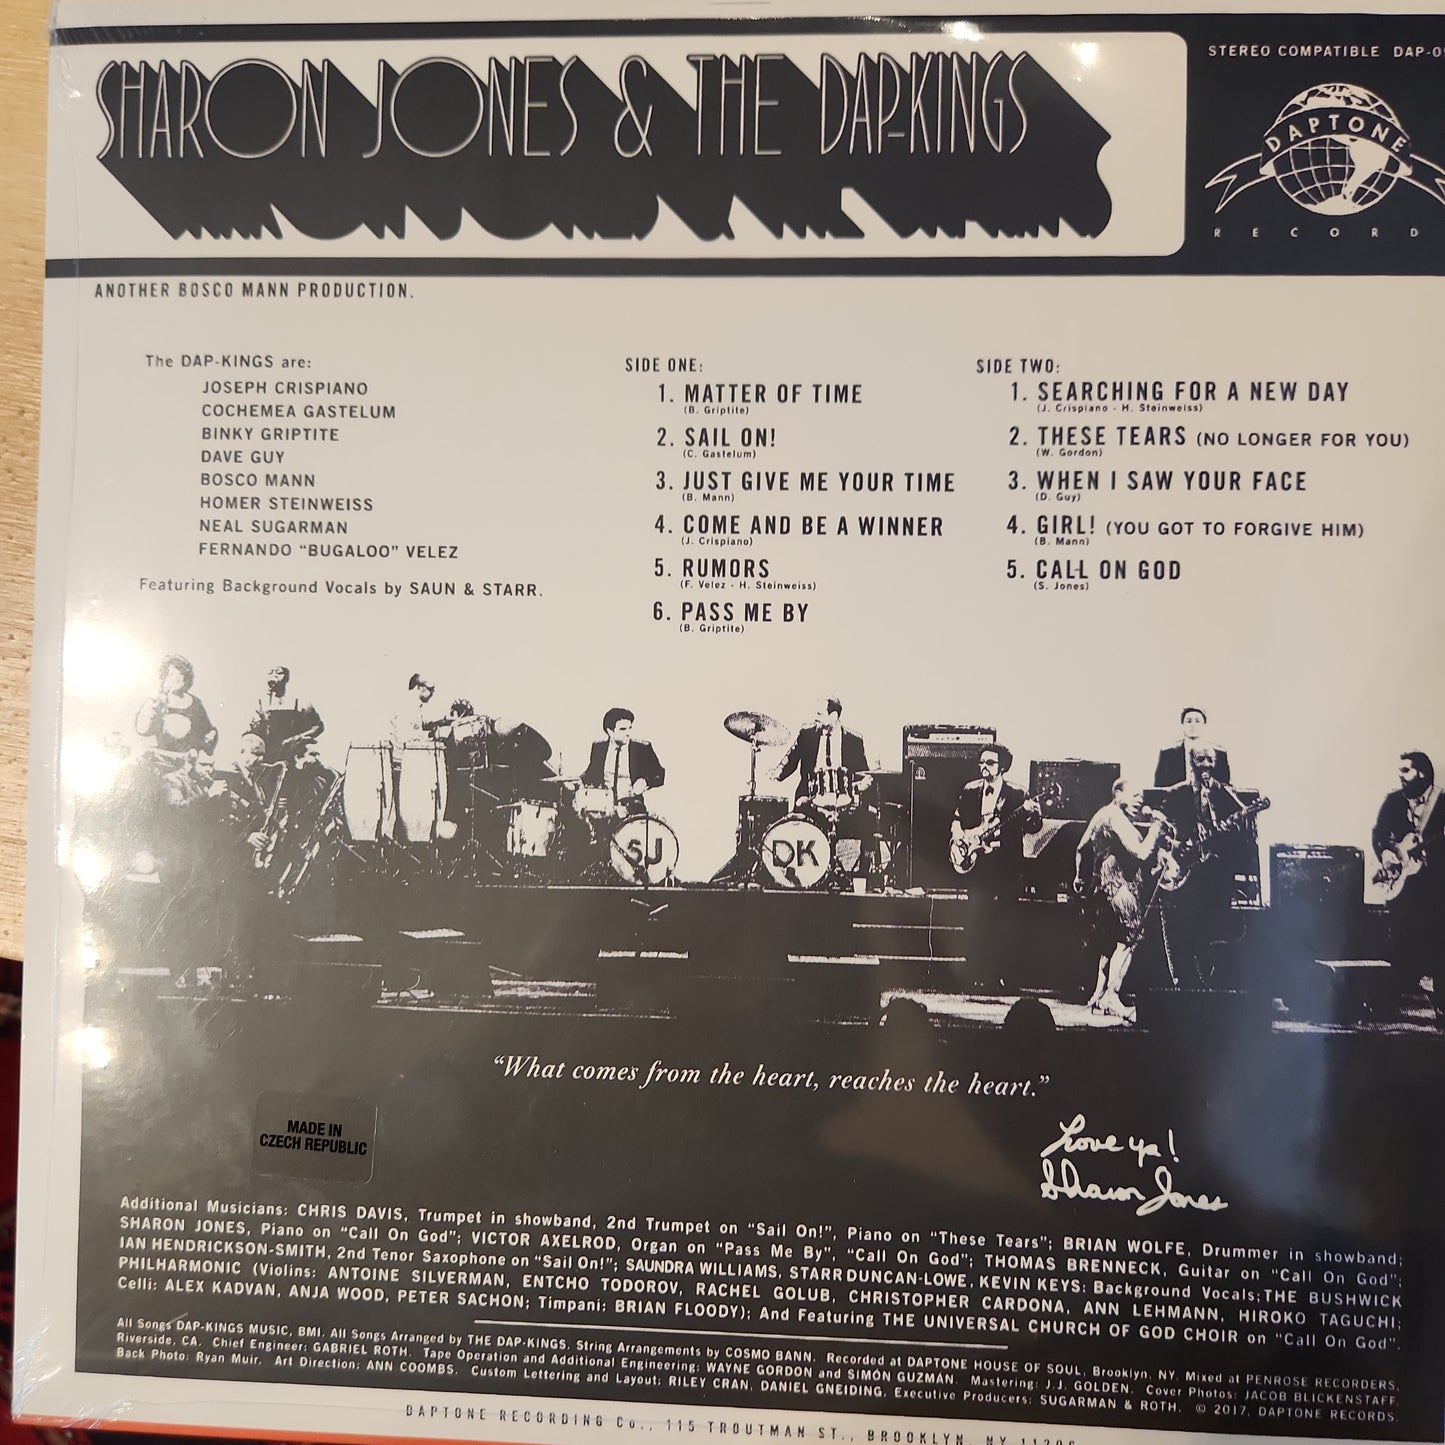 SHARON JONES & THE DAP-KINGS
STEREO COMPATIBLE
DAPTONE
R E C O R D
ANOTHER BOSCO MANN PRODUCTION.
The DAP-KINGS are:
JOSEPH CRISPIANO
COCHEMEA GASTELUM
BINKY GRIPTITE
DAVE GUY
BOSCO MANN
HOMER STEINWEISS
NEAL SUGARMAN
FERNANDO “BUGALOO” VELEZ
Featuring Background Vocals by SAUN & STARR.
SIDE ONE:
1. MATTER OF TIME
(B. Griptite)
2. SAIL ON!
(C. Gastelum)
3. JUST GIVE ME YOUR TIME
(B. Mann)
4. COME AND BE A WINNER
(J. Crispiano)
5. RUMORS
(F. Velez - H. Steinweiss)
6. PASS ME BY
(B. Griptite)
SIDE TWO:
1. SEARCHING FOR A NEW DAY
(J. Crispiano - H. Steinweiss)
2. THESE TEARS (NO LONGER FOR YOU)
(W. Gordon)
3. WHEN I SAW YOUR FACE
(D. Guy)
4. GIRL! (YOU GOT TO FORGIVE HIM)
(B. Mann)
5. CALL ON GOD
(S. Jones)
SJ
DK
“What comes from the heart, reaches the heart.”
Love ya!
Sharon Jones
MADE IN
CZECH REPUBLIC
Additional Musicians: CHRIS DAVIS, Trumpet in showband, 2nd Trumpet on “Sail On!”, Piano on “These Tears”; BRIAN WOLFE, Drummer in showband;
SHARON JONES, Piano on “Call On God”; VICTOR AXELROD, Organ on “Pass Me By”, “Call On God”; THOMAS BRENNECK, Guitar on “Call On God”;
IAN HENDRICKSON-SMITH, 2nd Tenor Saxophone on “Sail On!”; SAUNDRA WILLIAMS, STARR DUNCAN-LOWE, KEVIN KEYS: Background Vocals; THE BUSHWICK
PHILHARMONIC (Violins: ANTOINE SILVERMAN, ENTCHO TODOROV, RACHEL GOLUB, CHRISTOPHER CARDONA, ANN LEHMANN, HIROKO TAGUCHI;
Celli: ALEX KADVAN, ANJA WOOD, PETER SACHON; Timpani: BRIAN FLOODY); And Featuring THE UNIVERSAL CHURCH OF GOD CHOIR on “Call On God”.
All Songs DAP-KINGS MUSIC, BMI. All Songs Arranged by THE DAP-KINGS. String Arrangements by COSMO BANN. Recorded at DAPTONE HOUSE OF SOUL, Brooklyn, NY. Mixed at PENROSE RECORDERS,
Riverside, CA. Chief Engineer: GABRIEL ROTH. Tape Operation and Additional Engineering: WAYNE GORDON and SIMÓN GUZMÁN. Mastering: J.J. GOLDEN. Cover Photos: JACOB BLICKENSTAFF.
Back Photo: Ryan Muir. Art Direction: ANN COOMBS. Custom Lettering and Layout: RILEY CRAN, DANIEL GNEIDING. Executive Producers: SUGARMAN & ROTH. © 2017, DAPTONE RECORDS.
DAPTONE RECORDING Co., 115 TROUTMAN ST., BROOKLYN, NY 11206